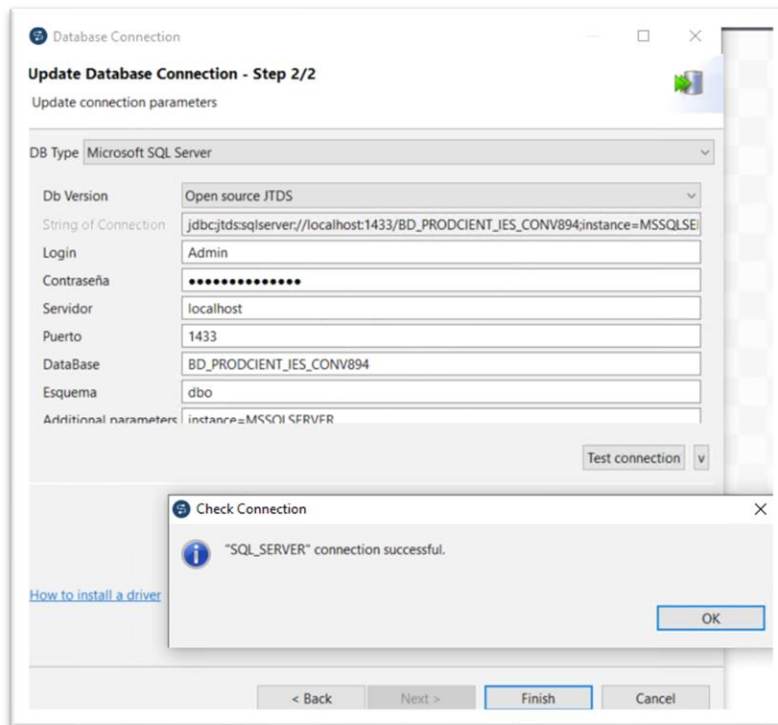 Database Connection
Update Database Connection - Step 2/2
Update connection parameters
DB Type Microsoft SQL Server
Db Version Open source JTDS
String of Connection jdbc:jtds:sqlserver://localhost:1433/BD_PRODCIENT_IES_CONV894;instance=MSSQLSE
Login Admin
Contraseña ●●●●●●●●●●●●●●
Servidor localhost
Puerto 1433
DataBase BD_PRODCIENT_IES_CONV894
Esquema dbo
Additional parameters instance=MSSQLSERVER
Test connection v
Check Connection
"SQL_SERVER" connection successful.
How to install a driver
OK
< Back Next > Finish Cancel